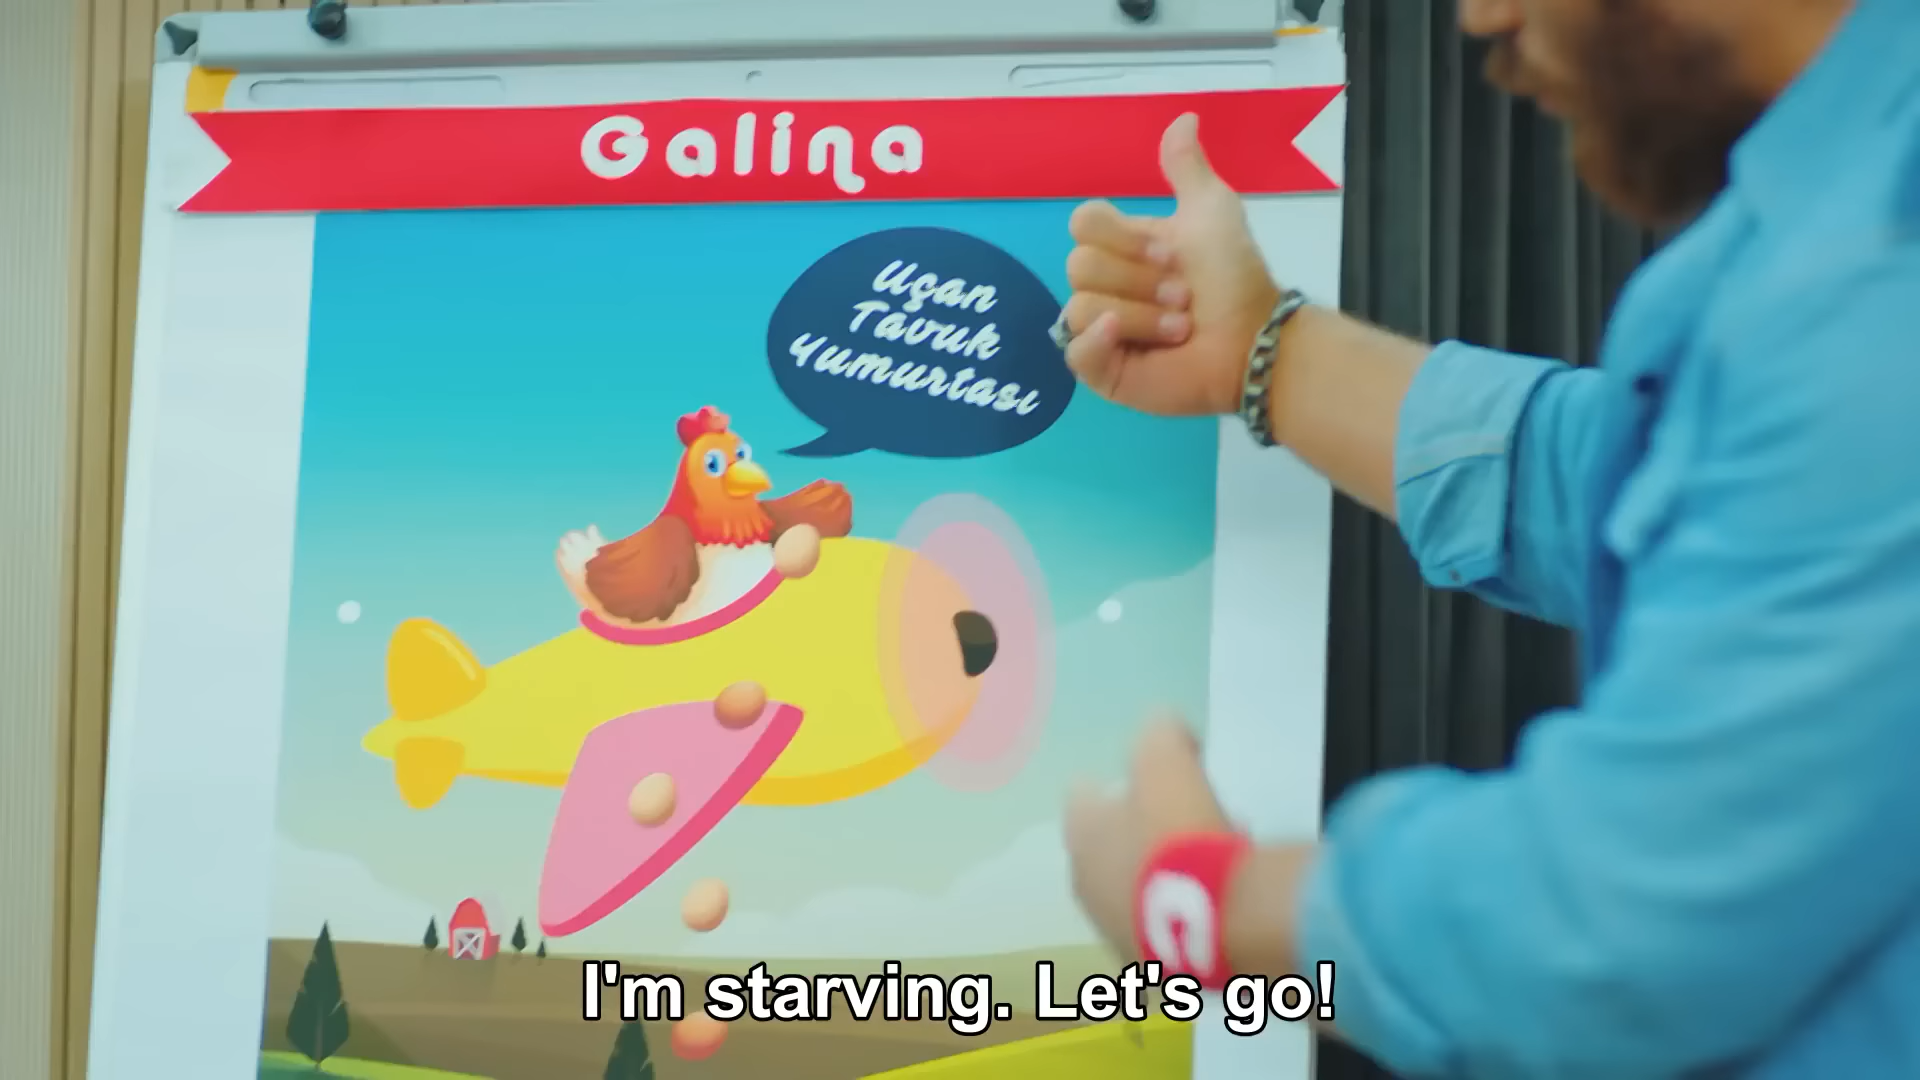 Galina
Uçan
Tavuk
Yumurtası
G
I'm starving. Let's go!